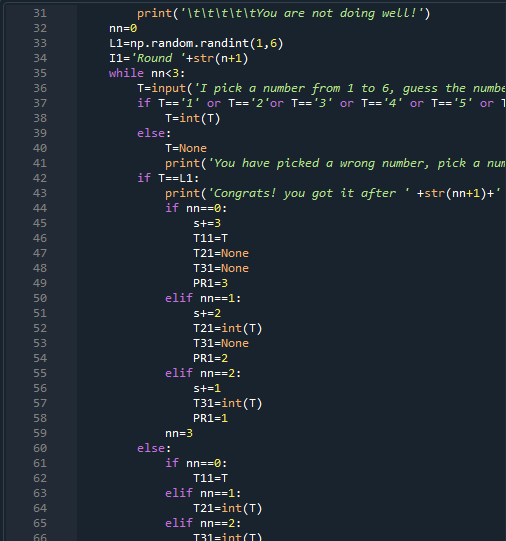 31 print('\t\t\t\t\tYou are not doing well!')
32 nn=0
33 L1=np.random.randint(1,6)
34 I1='Round '+str(n+1)
35 while nn<3:
36 T=input('I pick a number from 1 to 6, guess the numbe
37 if T=='1' or T=='2'or T=='3' or T=='4' or T=='5' or T
38 T=int(T)
39 else:
40 T=None
41 print('You have picked a wrong number, pick a num
42 if T==L1:
43 print('Congrats! you got it after ' +str(nn+1)+'
44 if nn==0:
45 s+=3
46 T11=T
47 T21=None
48 T31=None
49 PR1=3
50 elif nn==1:
51 s+=2
52 T21=int(T)
53 T31=None
54 PR1=2
55 elif nn==2:
56 s+=1
57 T31=int(T)
58 PR1=1
59 nn=3
60 else:
61 if nn==0:
62 T11=T
63 elif nn==1:
64 T21=int(T)
65 elif nn==2:
66 T31=int(T)